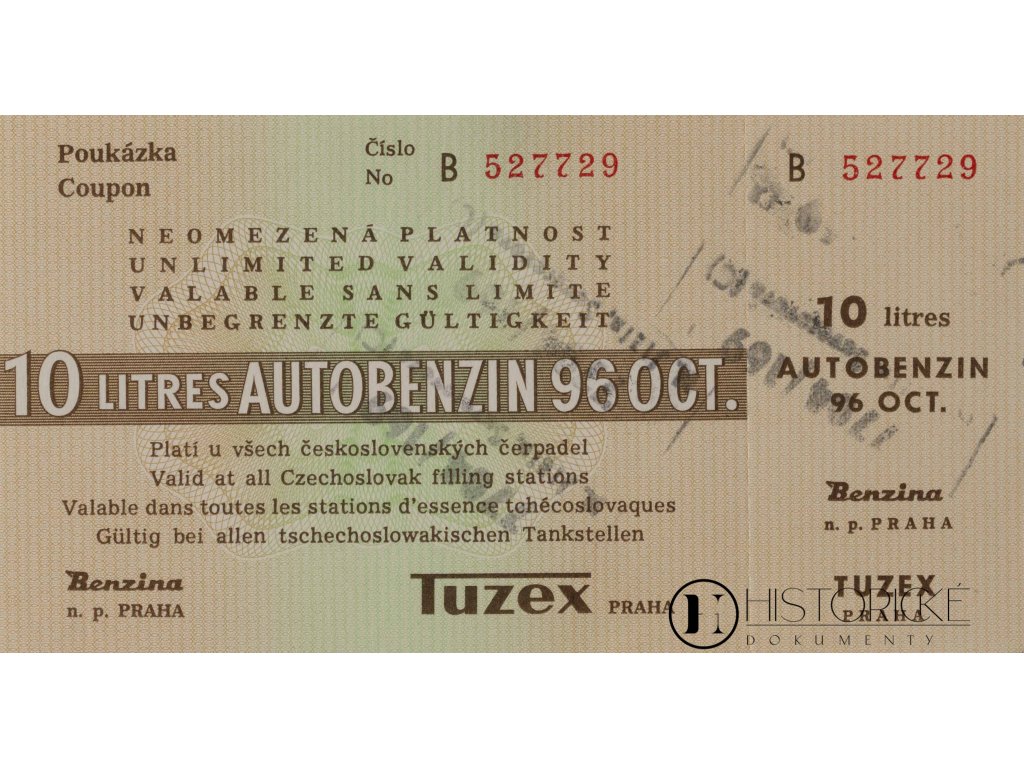 Poukázka
Coupon
Číslo
No
B 527729
NEOMEZENÁ PLATNOST
UNLIMITED VALIDITY
VALABLE SANS LIMITE
UNBEGRENZTE GÜLTIGKEIT
10 LITRES AUTOBENZIN 96 OCT.
Platí u všech československých čerpadel
Valid at all Czechoslovak filling stations
Valable dans toutes les stations d'essence tchécoslovaques
Gültig bei allen tschechoslowakischen Tankstellen
Benzina
n. p. PRAHA
Tuzex PRAHA
B 527729
10 litres
AUTOBENZIN
96 OCT.
Benzina
n. p. PRAHA
TUZEX
PRAHA
HISTORICKÉ
DOKUMENTY